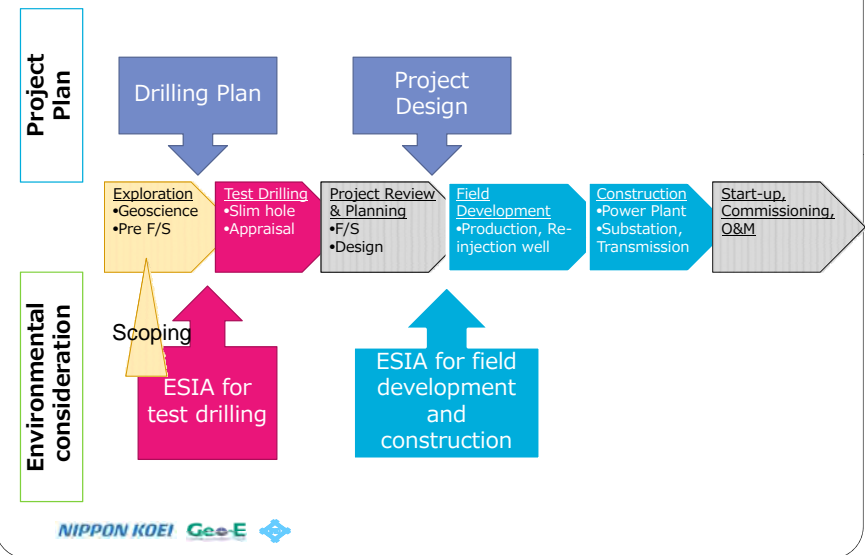 Project
Plan
Drilling Plan
Project
Design
Exploration
•Geoscience
•Pre F/S
Test Drilling
•Slim hole
•Appraisal
Project Review
& Planning
•F/S
•Design
Field
Development
•Production, Re-
injection well
Construction
•Power Plant
•Substation,
Transmission
Start-up,
Commissioning,
O&M
Environmental
consideration
Scoping
ESIA for
test drilling
ESIA for field
development
and
construction
NIPPON KOEI Geo-E